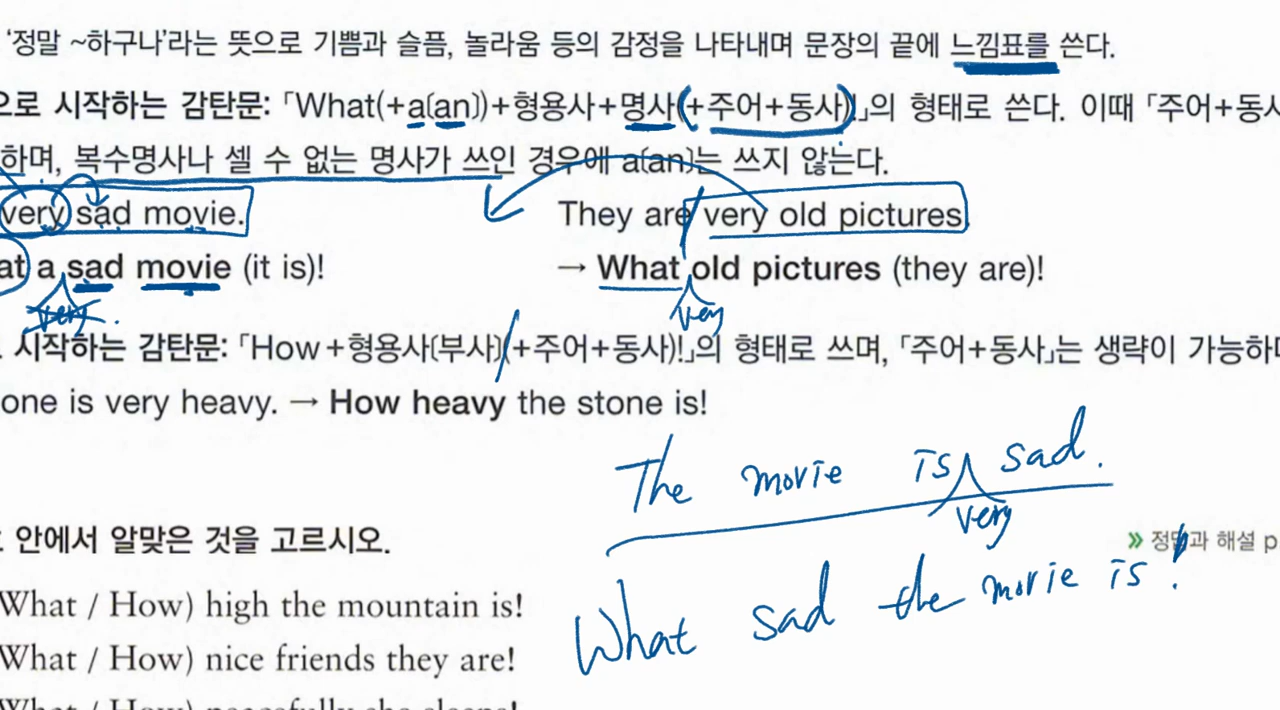 '정말 ~하구나'라는 뜻으로 기쁨과 슬픔, 놀라움 등의 감정을 나타내며 문장의 끝에 느낌표를 쓴다.
으로 시작하는 감탄문: 「What(+a(an))+형용사+명사(+주어+동사)!」의 형태로 쓴다. 이때 「주어+동사
하며, 복수명사나 셀 수 없는 명사가 쓰인 경우에 a(an)는 쓰지 않는다.
very sad movie. They are very old pictures.
at a sad movie (it is)! → What old pictures (they are)!
very. very
시작하는 감탄문: 「How+형용사(부사)(+주어+동사)!」의 형태로 쓰며, 「주어+동사」는 생략이 가능하며
one is very heavy. → How heavy the stone is!
The movie is sad.
very
안에서 알맞은 것을 고르시오. » 정답과 해설 p
What sad the movie is!
What / How) high the mountain is!
What / How) nice friends they are!
What / How) peacefully she sleeps!